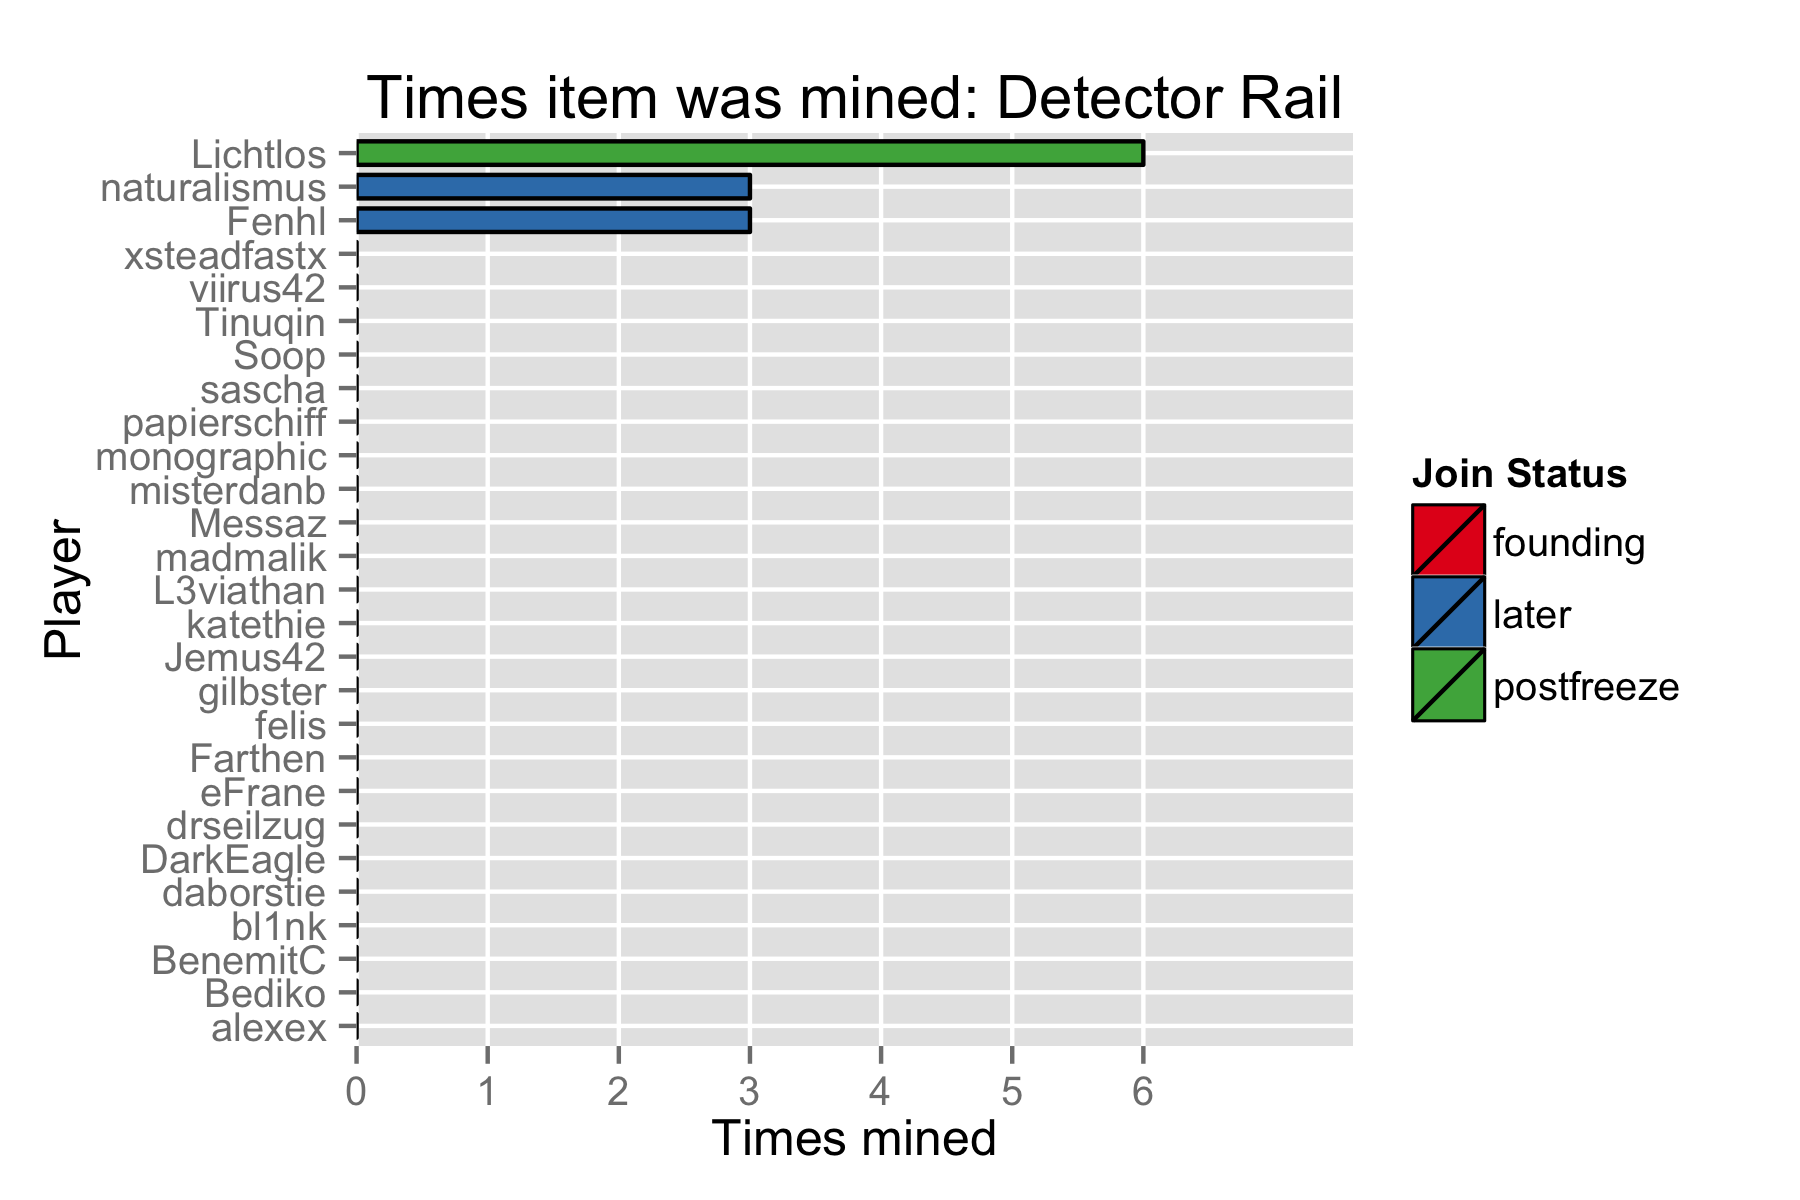 Times item was mined: Detector Rail
Lichtlos
naturalismus
Fenhl
xsteadfastx
viirus42
Tinuqin
Soop
sascha
papierschiff
monographic
misterdanb
Messaz
madmalik
L3viathan
katethie
Jemus42
gilbster
felis
Farthen
eFrane
drseilzug
DarkEagle
daborstie
bl1nk
BenemitC
Bediko
alexex
Player
0 1 2 3 4 5 6
Times mined
Join Status
founding
later
postfreeze